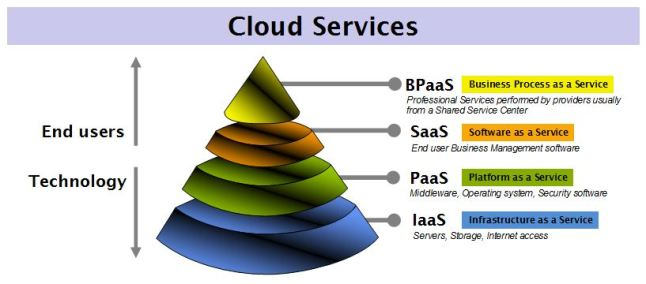 Cloud Services
BPaaS Business Process as a Service
Professional Services performed by providers usually
from a Shared Service Center
End users
SaaS Software as a Service
End user Business Management software
Technology
PaaS Platform as a Service
Middleware, Operating system, Security software
IaaS Infrastructure as a Service
Servers, Storage, Internet access